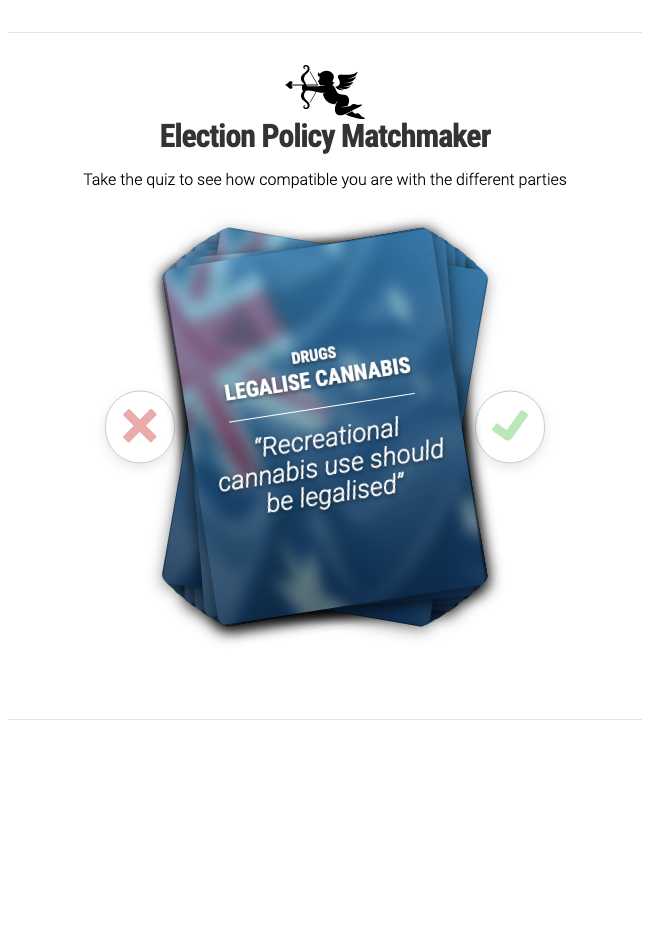 Election Policy Matchmaker
Take the quiz to see how compatible you are with the different parties
DRUGS
LEGALISE CANNABIS
“Recreational
cannabis use should
be legalised“